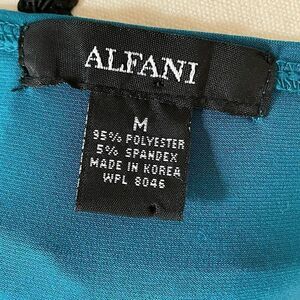 ALFANI
M
95% POLYESTER
5% SPANDEX
MADE IN KOREA
WPL 8046